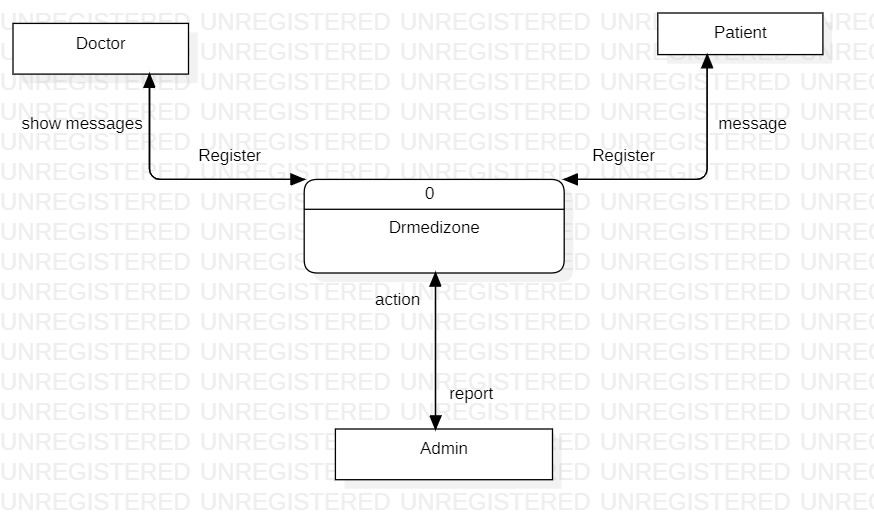 Doctor
Patient
show messages
message
Register
Register
0
Drmedizone
action
report
Admin
UNREGISTERED